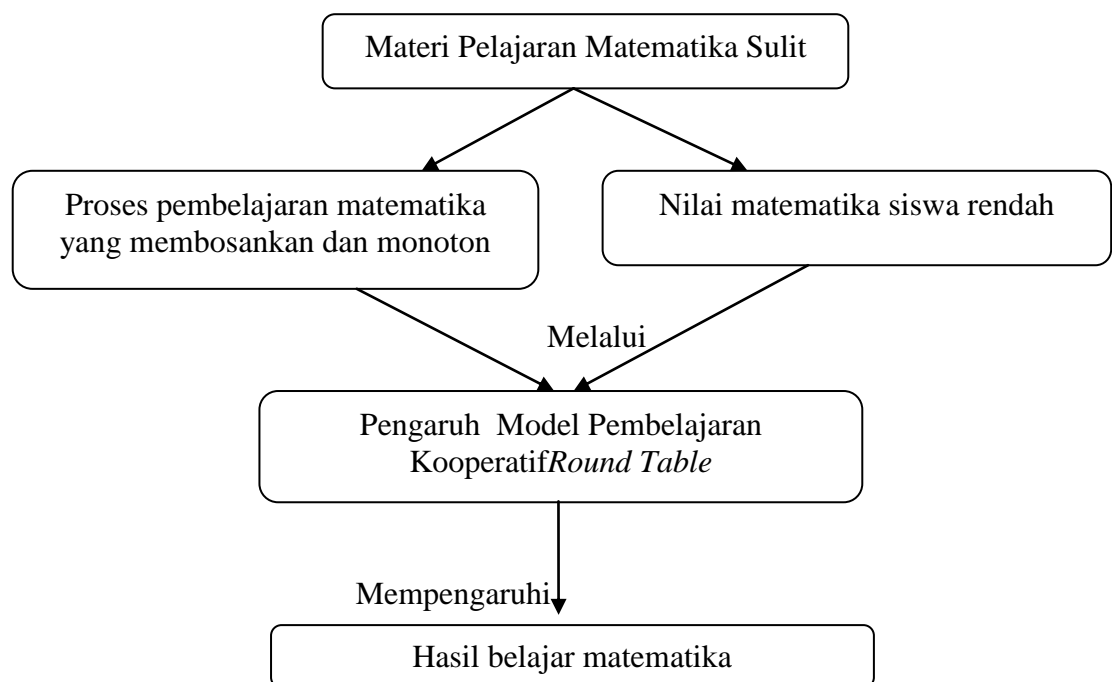 Materi Pelajaran Matematika Sulit
Proses pembelajaran matematika
yang membosankan dan monoton
Nilai matematika siswa rendah
Melalui
Pengaruh Model Pembelajaran
KooperatifRound Table
Mempengaruhi
Hasil belajar matematika